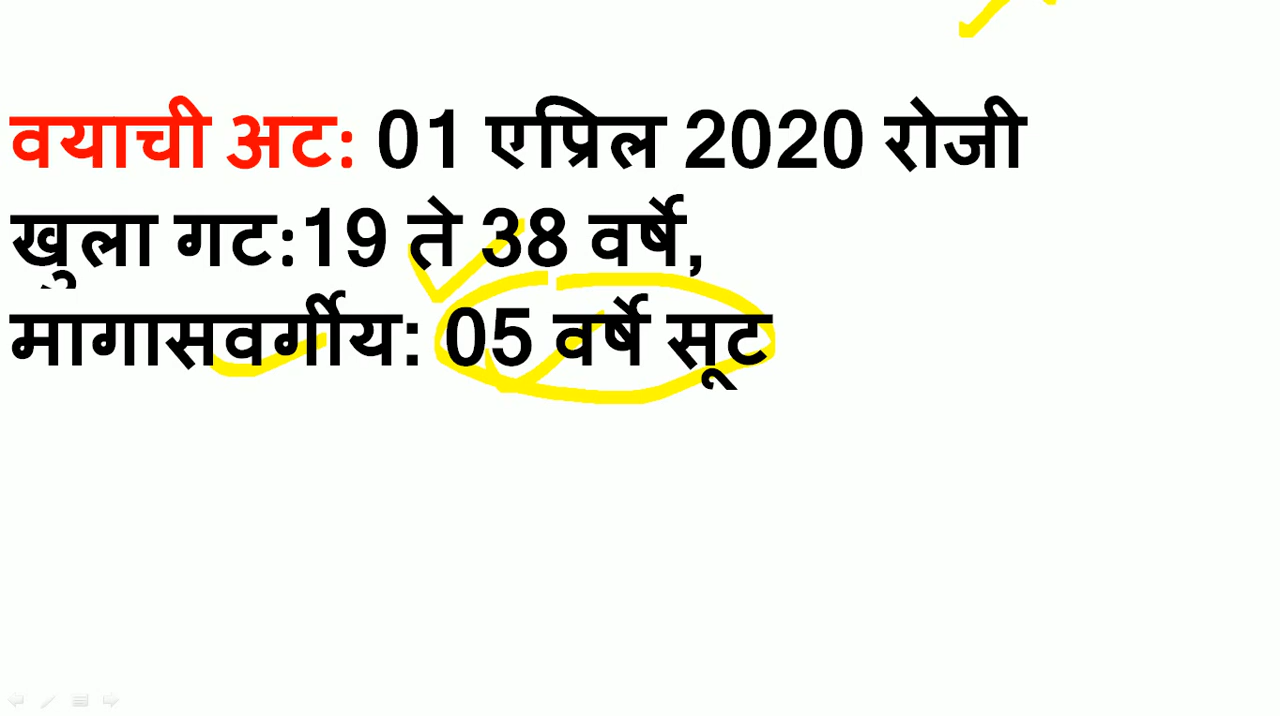 वयाची अट: 01 एप्रिल 2020 रोजी
खुला गट:19 ते 38 वर्षे,
मागासवर्गीय: 05 वर्षे सूट